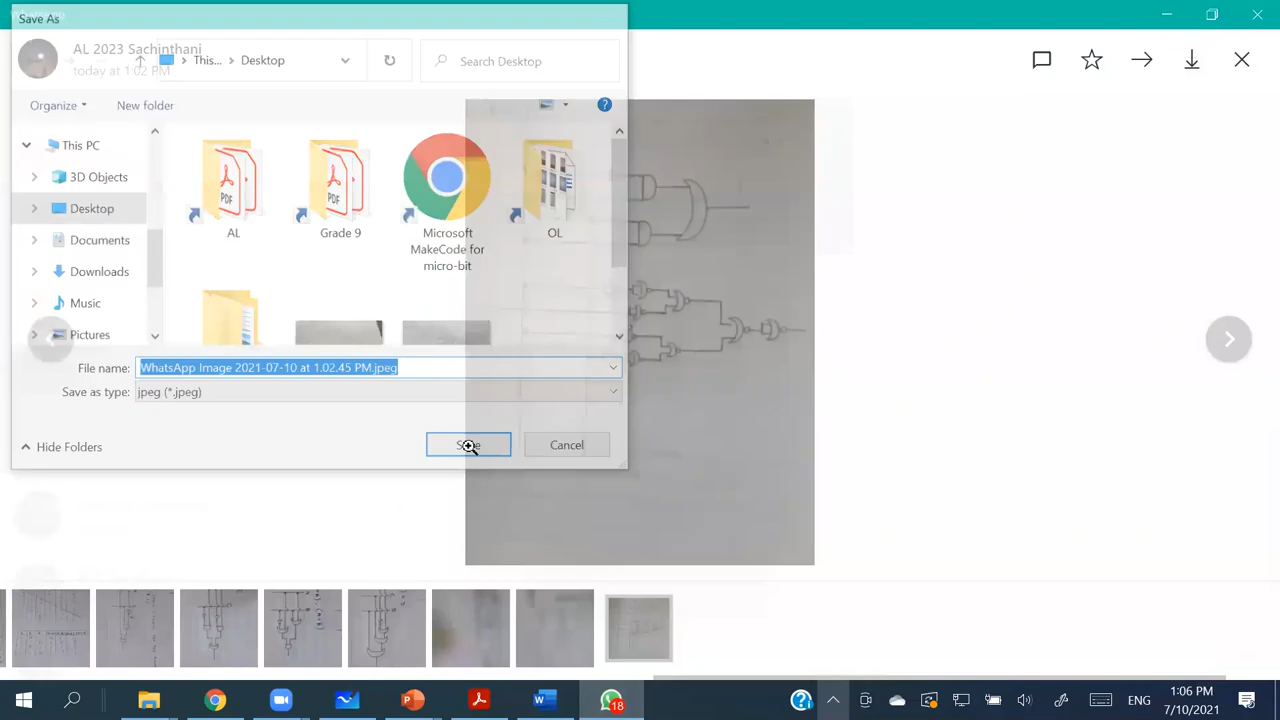 Save As
AL 2023 Sachinthani
today at 1:02 PM
This... > Desktop
Search Desktop
Organize
New folder
?
This PC
3D Objects
Desktop
Documents
Downloads
Music
Pictures
PDF
AL
PDF
Grade 9
Microsoft
MakeCode for
micro-bit
OL
File name: WhatsApp Image 2021-07-10 at 1.02.45 PM.jpeg
Save as type: jpeg (*.jpeg)
Hide Folders
Save
Cancel
18
ENG
1:06 PM
7/10/2021